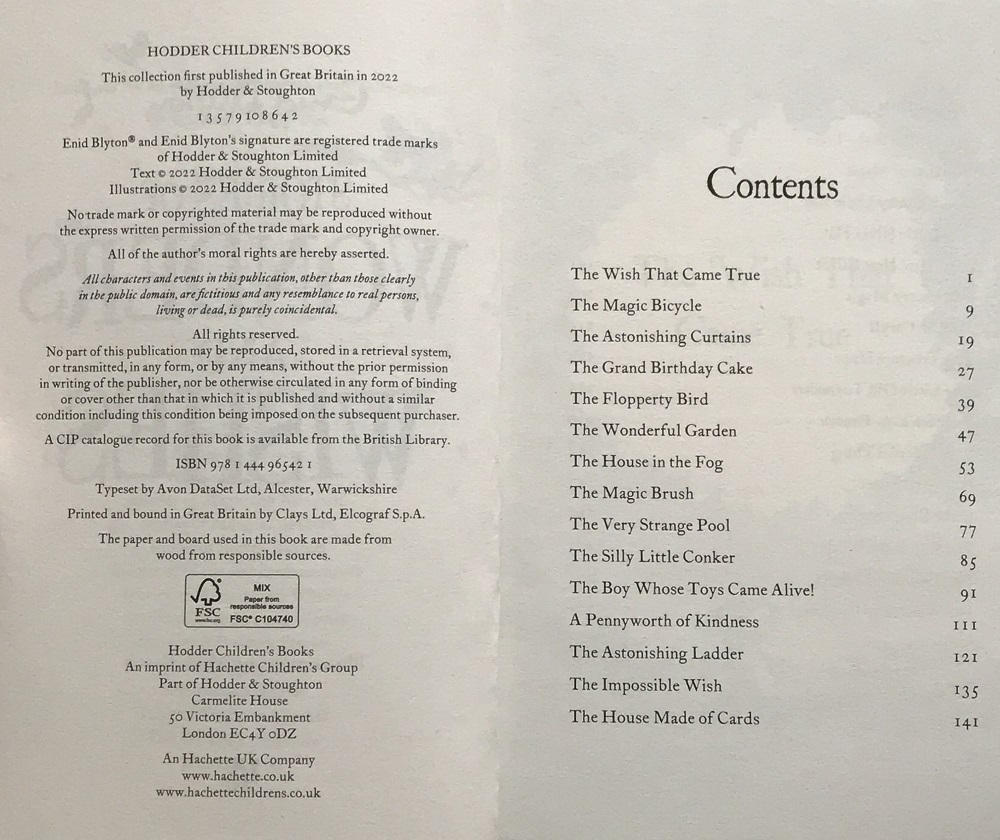 HODDER CHILDREN'S BOOKS
This collection first published in Great Britain in 2022
by Hodder & Stoughton
1 3 5 7 9 10 8 6 4 2
Enid Blyton® and Enid Blyton's signature are registered trade marks
of Hodder & Stoughton Limited
Text © 2022 Hodder & Stoughton Limited
Illustrations © 2022 Hodder & Stoughton Limited
No trade mark or copyrighted material may be reproduced without
the express written permission of the trade mark and copyright owner.
All of the author's moral rights are hereby asserted.
All characters and events in this publication, other than those clearly
in the public domain, are fictitious and any resemblance to real persons,
living or dead, is purely coincidental.
All rights reserved.
No part of this publication may be reproduced, stored in a retrieval system,
or transmitted, in any form, or by any means, without the prior permission
in writing of the publisher, nor be otherwise circulated in any form of binding
or cover other than that in which it is published and without a similar
condition including this condition being imposed on the subsequent purchaser.
A CIP catalogue record for this book is available from the British Library.
ISBN 978 1 444 96542 1
Typeset by Avon DataSet Ltd, Alcester, Warwickshire
Printed and bound in Great Britain by Clays Ltd, Elcograf S.p.A.
The paper and board used in this book are made from
wood from responsible sources.
FSC
www.fsc.org
MIX
Paper from
responsible sources
FSC® C104740
Hodder Children's Books
An imprint of Hachette Children's Group
Part of Hodder & Stoughton
Carmelite House
50 Victoria Embankment
London EC4Y 0DZ
An Hachette UK Company
www.hachette.co.uk
www.hachettechildrens.co.uk
Contents
The Wish That Came True 1
The Magic Bicycle 9
The Astonishing Curtains 19
The Grand Birthday Cake 27
The Flopperty Bird 39
The Wonderful Garden 47
The House in the Fog 53
The Magic Brush 69
The Very Strange Pool 77
The Silly Little Conker 85
The Boy Whose Toys Came Alive! 91
A Pennyworth of Kindness 111
The Astonishing Ladder 121
The Impossible Wish 135
The House Made of Cards 141